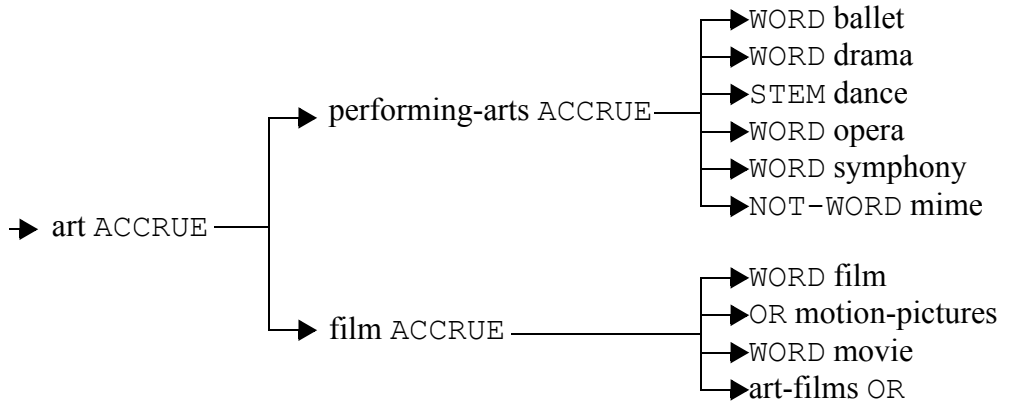 WORD ballet
WORD drama
STEM dance
performing-arts ACCRUE
WORD opera
WORD symphony
NOT-WORD mime
art ACCRUE
WORD film
OR motion-pictures
film ACCRUE
WORD movie
art-films OR